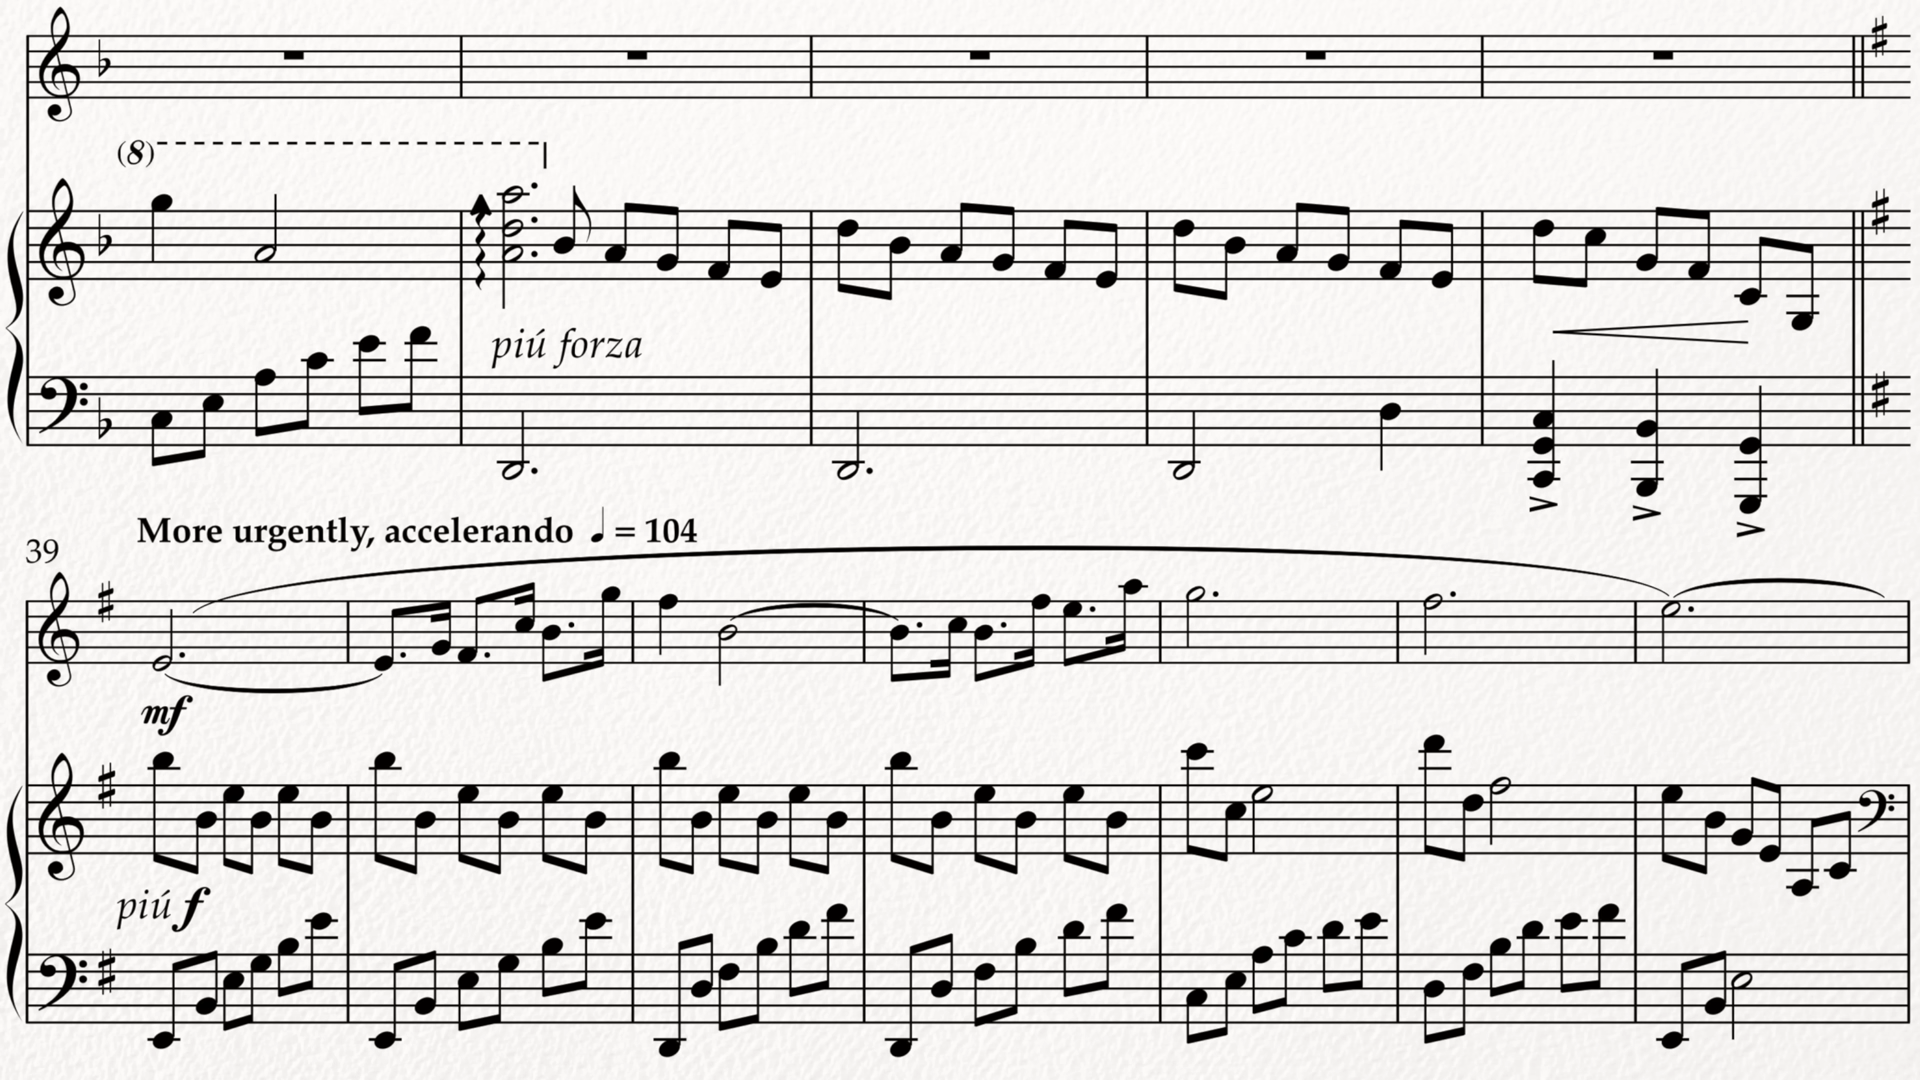 (8)
piú forza
More urgently, accelerando ♩ = 104
39
mf
piú f